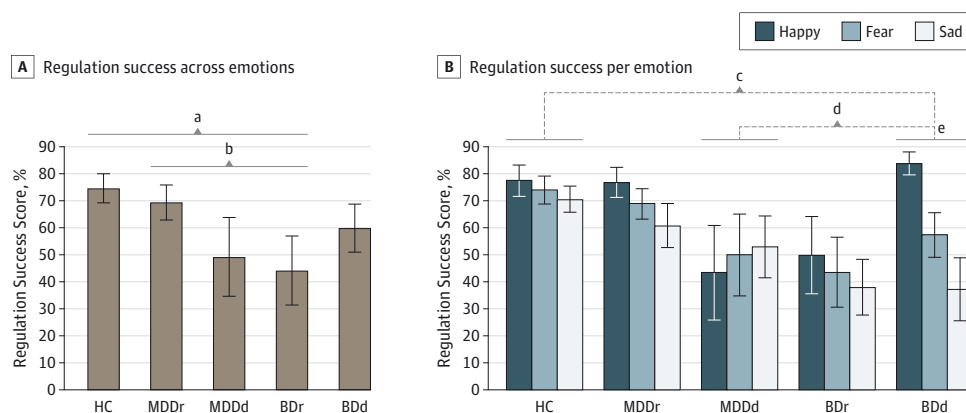 Happy Fear Sad
A Regulation success across emotions
a
b
Regulation Success Score, %
90
80
70
60
50
40
30
20
10
0
HC MDDr MDDd BDr BDd
B Regulation success per emotion
c
d
e
Regulation Success Score, %
90
80
70
60
50
40
30
20
10
0
HC MDDr MDDd BDr BDd